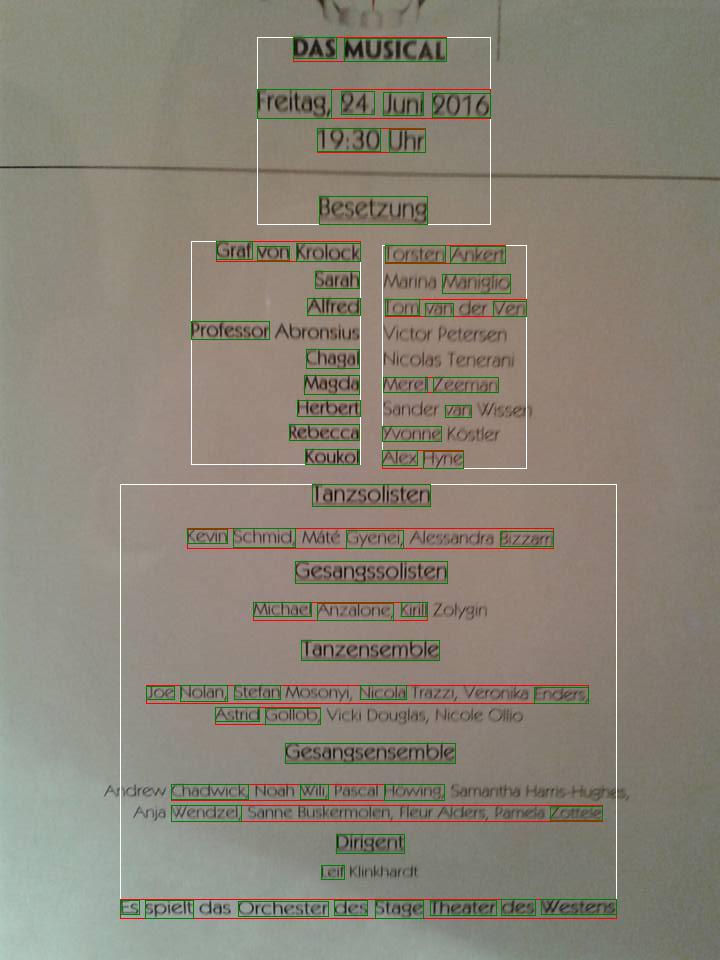 DAS MUSICAL
Freitag, 24. Juni 2016
19:30 Uhr
Besetzung
Graf von Krolock Torsten Ankert
Sarah Marina Maniglio
Alfred Tom van der Ven
Professor Abronsius Victor Petersen
Chagal Nicolas Tenerani
Magda Merel Zeeman
Herbert Sander van Wissen
Rebecca Yvonne Köstler
Koukol Alex Hyne
Tanzsolisten
Kevin Schmid, Máté Gyenei, Alessandra Bizzarri
Gesangssolisten
Michael Anzalone, Kirill Zolygin
Tanzensemble
Joe Nolan, Stefan Mosonyi, Nicola Trazzi, Veronika Enders,
Astrid Gollob, Vicki Douglas, Nicole Ollio
Gesangsensemble
Andrew Chadwick, Noah Wili, Pascal Höwing, Samantha Harris-Hughes,
Anja Wendzel, Sanne Buskermolen, Fleur Alders, Pamela Zottele
Dirigent
Leif Klinkhardt
Es spielt das Orchester des Stage Theater des Westens